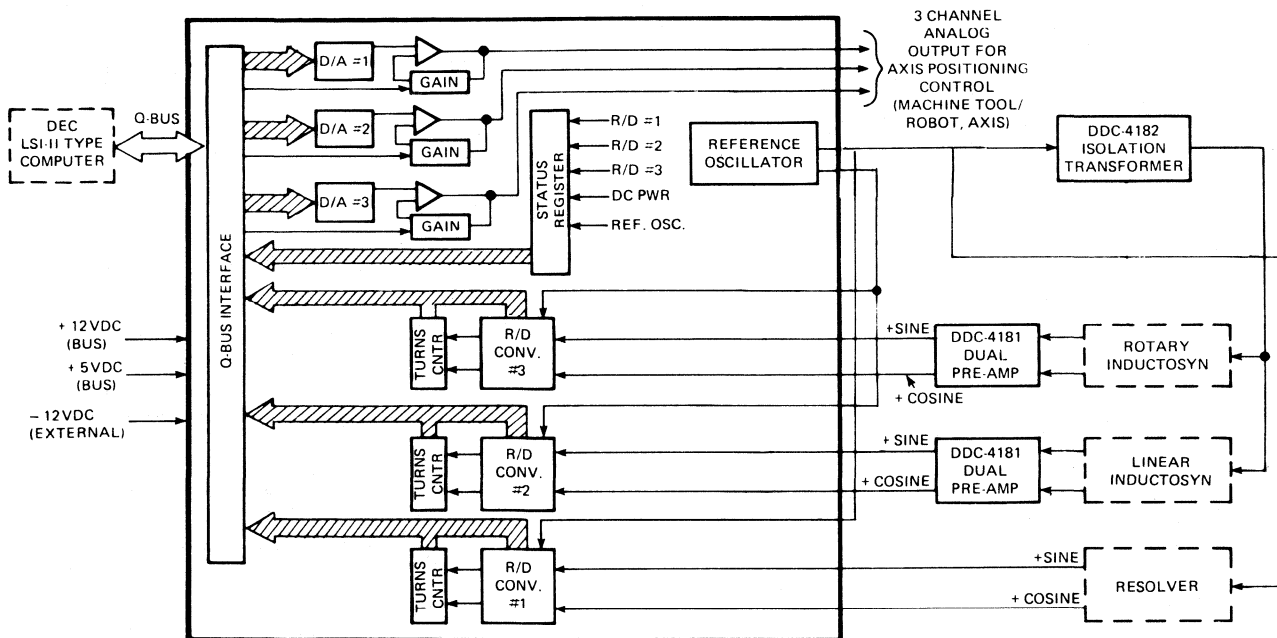 3 CHANNEL
ANALOG
OUTPUT FOR
AXIS POSITIONING
CONTROL
(MACHINE TOOL/
ROBOT, AXIS)
D/A =1
GAIN
D/A =2
GAIN
D/A =3
GAIN
Q-BUS
DEC
LSI-II TYPE
COMPUTER
Q-BUS INTERFACE
STATUS
REGISTER
R/D =1
R/D =2
R/D =3
DC PWR
REF. OSC.
REFERENCE
OSCILLATOR
DDC-4182
ISOLATION
TRANSFORMER
+ 12VDC
(BUS)
+ 5VDC
(BUS)
– 12VDC
(EXTERNAL)
TURNS
CNTR
R/D
CONV.
#3
+SINE
+ COSINE
DDC-4181
DUAL
PRE-AMP
ROTARY
INDUCTOSYN
TURNS
CNTR
R/D
CONV.
#2
+ SINE
+ COSINE
DDC-4181
DUAL
PRE-AMP
LINEAR
INDUCTOSYN
TURNS
CNTR
R/D
CONV.
#1
+SINE
+ COSINE
RESOLVER